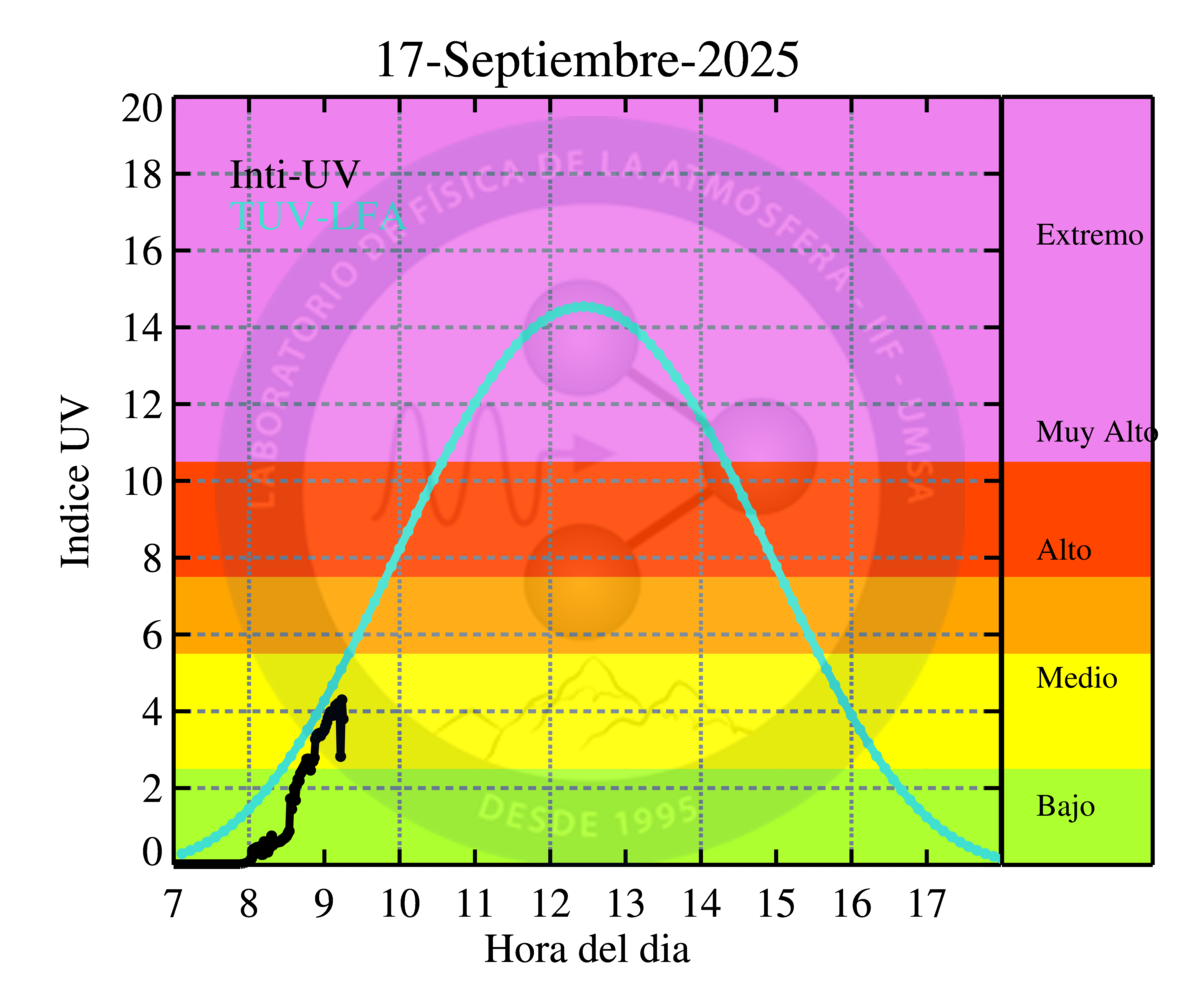 17-Septiembre-2025
20
18
16
14
12
10
8
6
4
2
0
Indice UV
Inti-UV
TUV-LFA
LABORATORIO DE FÍSICA DE LA ATMÓSFERA - IIF - UMSA
DESDE 1995
Extremo
Muy Alto
Alto
Medio
Bajo
7 8 9 10 11 12 13 14 15 16 17
Hora del dia